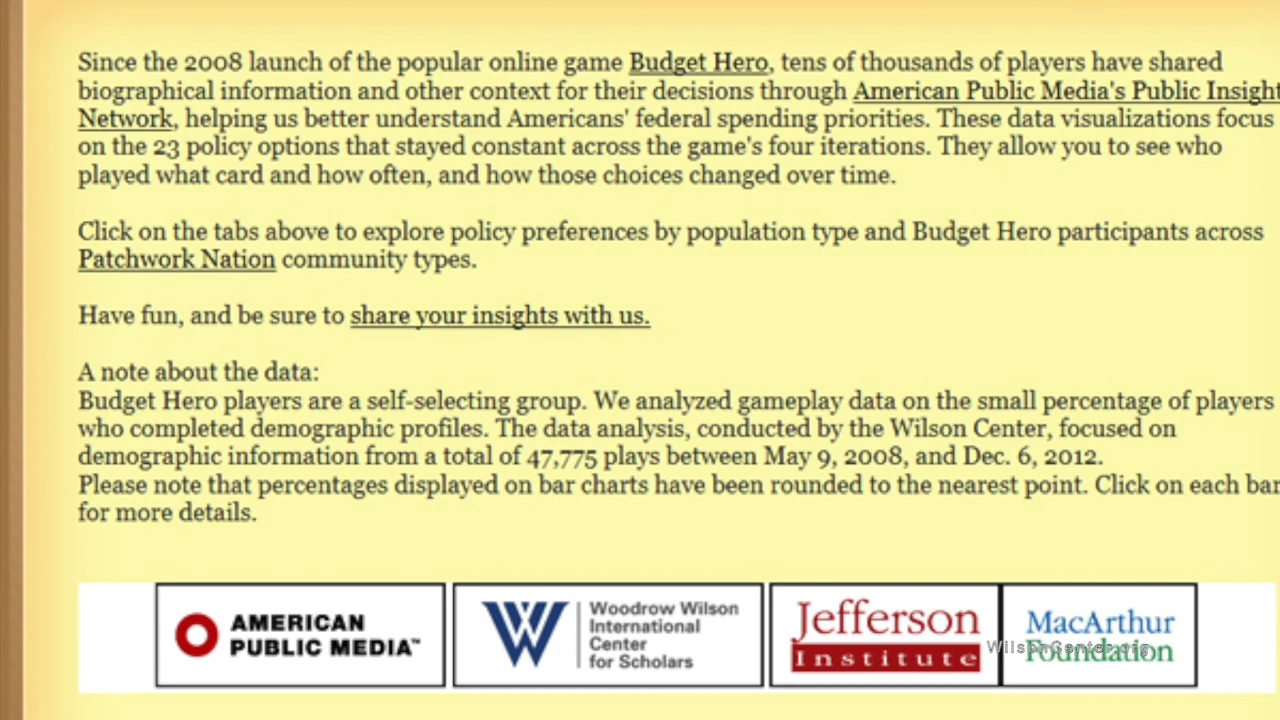 Since the 2008 launch of the popular online game Budget Hero, tens of thousands of players have shared
biographical information and other context for their decisions through American Public Media's Public Insight
Network, helping us better understand Americans' federal spending priorities. These data visualizations focus
on the 23 policy options that stayed constant across the game's four iterations. They allow you to see who
played what card and how often, and how those choices changed over time.
Click on the tabs above to explore policy preferences by population type and Budget Hero participants across
Patchwork Nation community types.
Have fun, and be sure to share your insights with us.
A note about the data:
Budget Hero players are a self-selecting group. We analyzed gameplay data on the small percentage of players
who completed demographic profiles. The data analysis, conducted by the Wilson Center, focused on
demographic information from a total of 47,775 plays between May 9, 2008, and Dec. 6, 2012.
Please note that percentages displayed on bar charts have been rounded to the nearest point. Click on each bar
for more details.
AMERICAN
PUBLIC MEDIA™
Woodrow Wilson
International
Center
for Scholars
Jefferson
Institute
MacArthur
Foundation
WilsonCenter.org